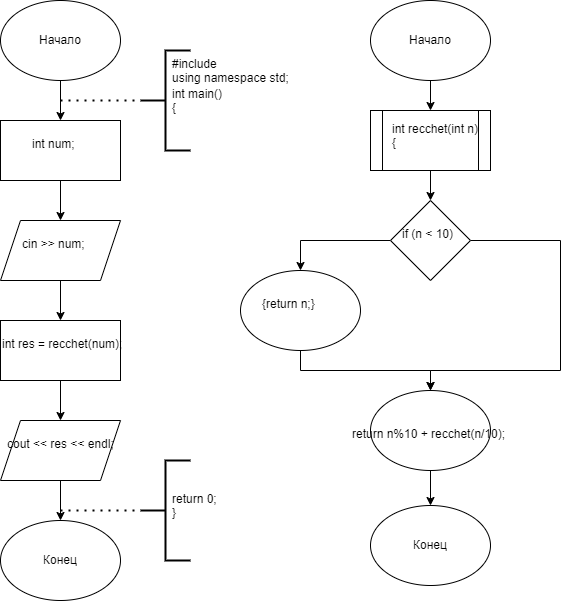 Начало
#include
using namespace std;
int main()
{
int num;
cin >> num;
int res = recchet(num);
cout << res << endl;
return 0;
}
Конец
Начало
int recchet(int n)
{
if (n < 10)
{return n;}
return n%10 + recchet(n/10);
Конец